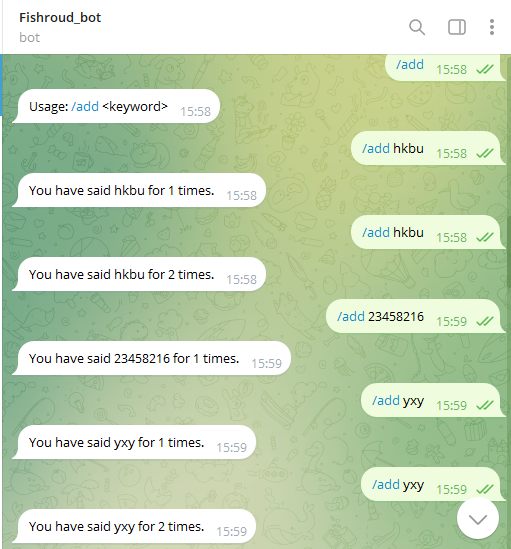 Fishroud_bot
bot
/add 15:58
Usage: /add <keyword> 15:58
/add hkbu 15:58
You have said hkbu for 1 times. 15:58
/add hkbu 15:58
You have said hkbu for 2 times. 15:58
/add 23458216 15:59
You have said 23458216 for 1 times. 15:59
/add yxy 15:59
You have said yxy for 1 times. 15:59
/add yxy 15:59
You have said yxy for 2 times. 15:59